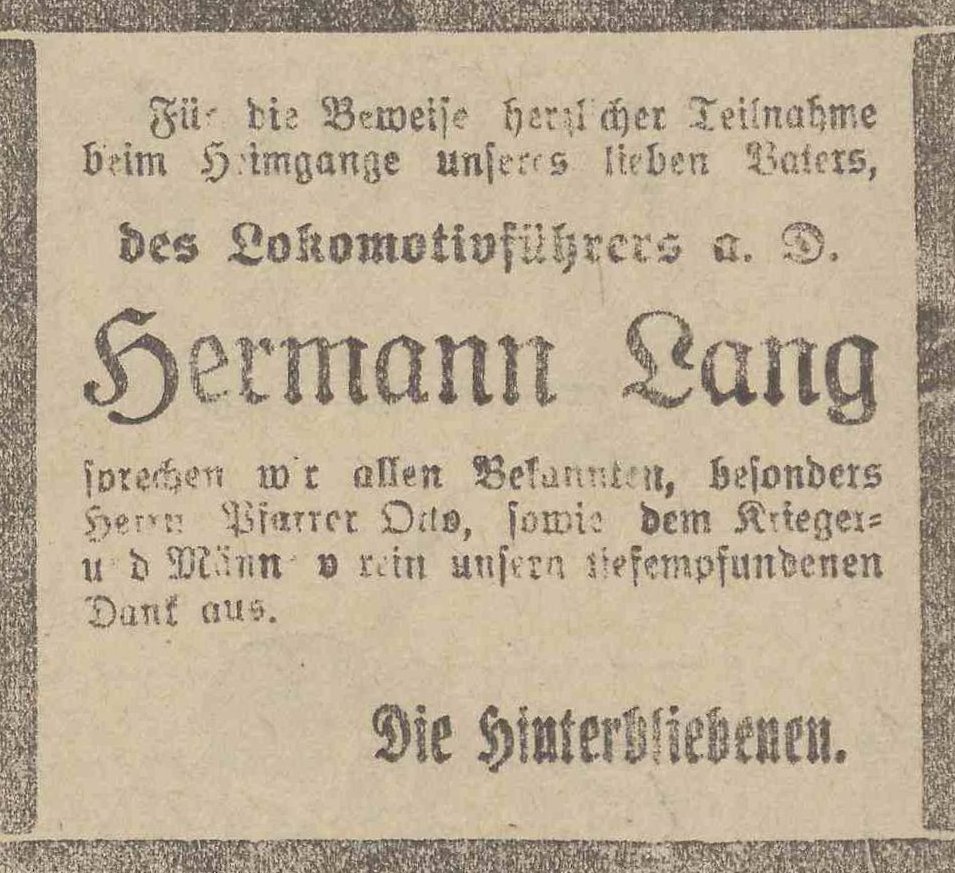 Für die Beweise herzlicher Teilnahme
beim Heimgange unseres lieben Vaters,
des Lokomotivführers a. D.
Hermann Lang
sprechen wir allen Bekannten, besonders
Herrn Pfarrer Otto, sowie dem Krieger-
und Männerverein unsern tiefempfundenen
Dank aus.
Die Hinterbliebenen.